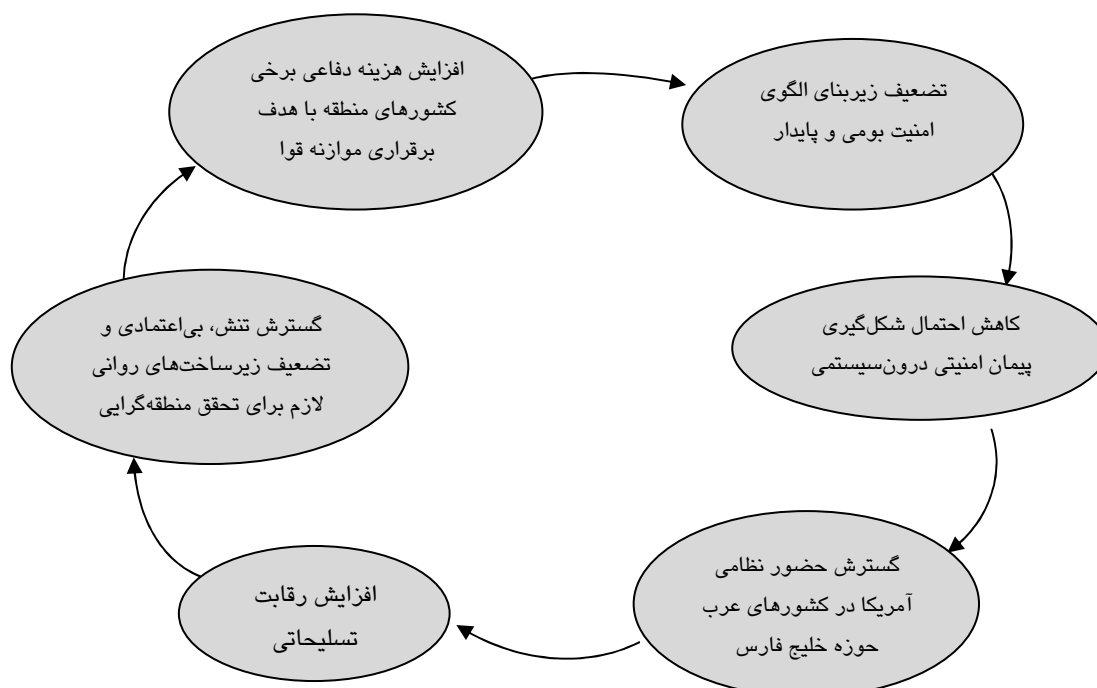 افزایش هزینه دفاعی برخی
کشورهای منطقه با هدف
برقراری موازنه قوا
تضعیف زیربنای الگوی
امنیت بومی و پایدار
کاهش احتمال شکل‌گیری
پیمان امنیتی درون‌سیستمی
گسترش حضور نظامی
آمریکا در کشورهای عرب
حوزه خلیج فارس
افزایش رقابت
تسلیحاتی
گسترش تنش، بی‌اعتمادی و
تضعیف زیرساخت‌های روانی
لازم برای تحقق منطقه‌گرایی